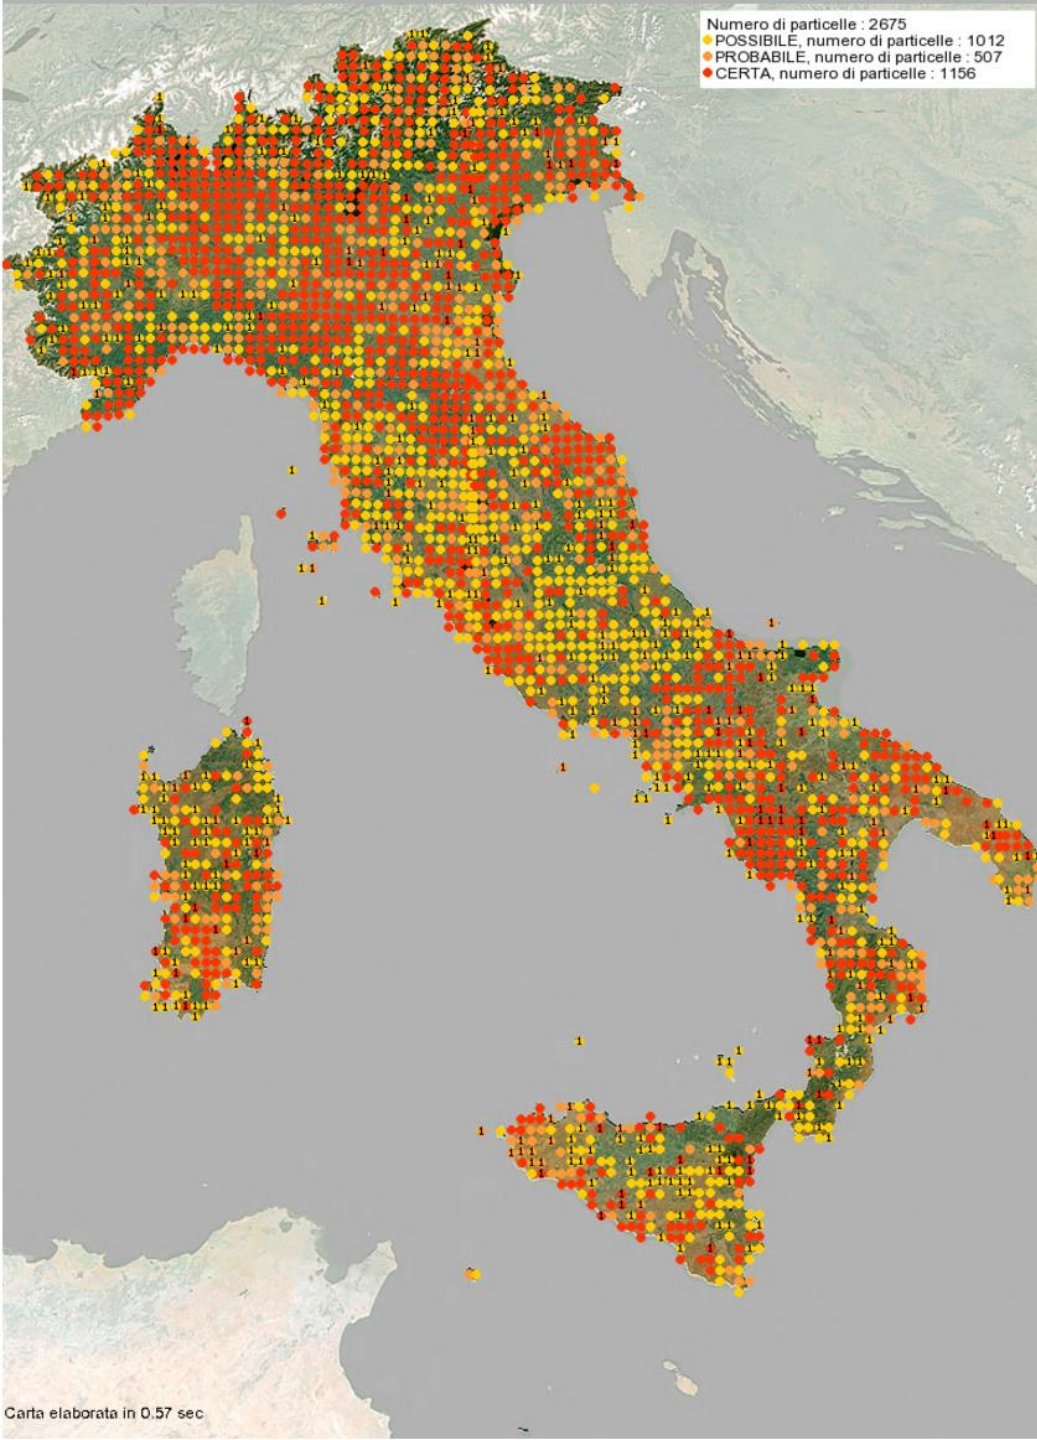 Numero di particelle : 2675
POSSIBILE, numero di particelle : 1012
PROBABILE, numero di particelle : 507
CERTA, numero di particelle : 1156
Carta elaborata in 0.57 sec